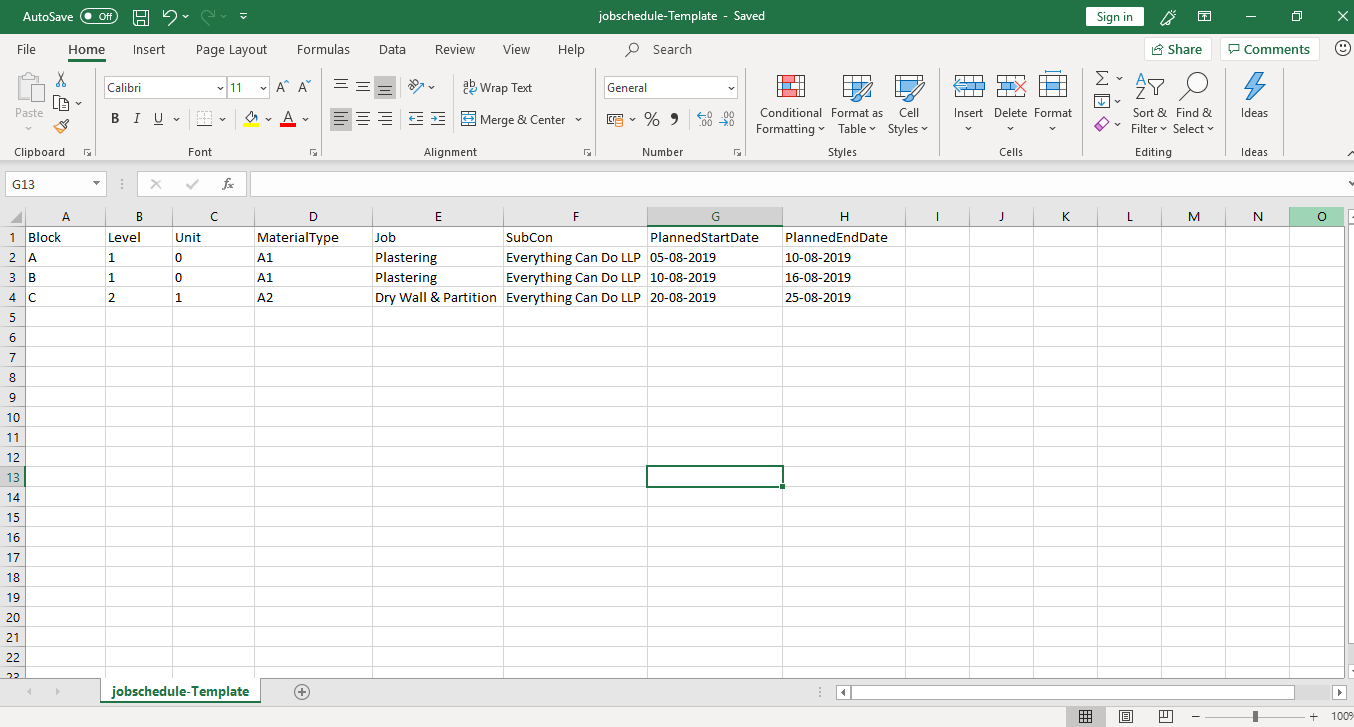 AutoSave Off jobschedule-Template - Saved Sign in
File Home Insert Page Layout Formulas Data Review View Help Search Share Comments
Paste
Calibri 11
B I U A
A A
ab Wrap Text
Merge & Center
General
% 9
Conditional Formatting
Format as Table
Cell Styles
Insert Delete Format
Sort & Filter
Find & Select
Ideas
Clipboard Font Alignment Number Styles Cells Editing Ideas
G13 fx
A B C D E F G H I J K L M N O
1 Block Level Unit MaterialType Job SubCon PlannedStartDate PlannedEndDate
2 A 1 0 A1 Plastering Everything Can Do LLP 05-08-2019 10-08-2019
3 B 1 0 A1 Plastering Everything Can Do LLP 10-08-2019 16-08-2019
4 C 2 1 A2 Dry Wall & Partition Everything Can Do LLP 20-08-2019 25-08-2019
5
6
7
8
9
10
11
12
13
14
15
16
17
18
19
20
21
22
23
jobschedule-Template
100%